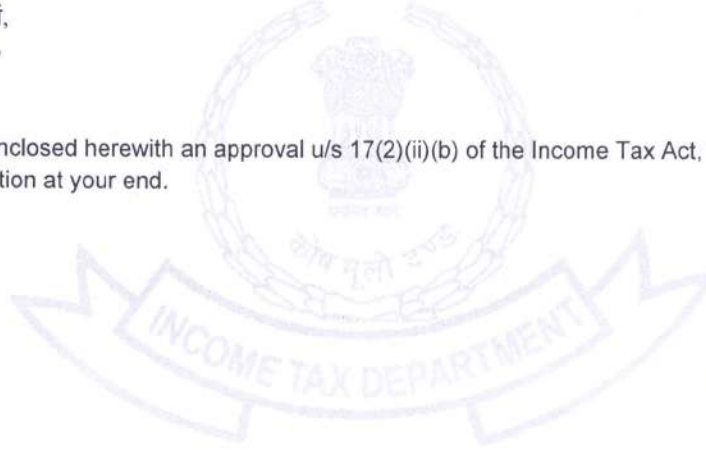 nclosed herewith an approval u/s 17(2)(ii)(b) of the Income Tax Act,
tion at your end.
कोष मूलो दण्ड
INCOME TAX DEPARTMENT